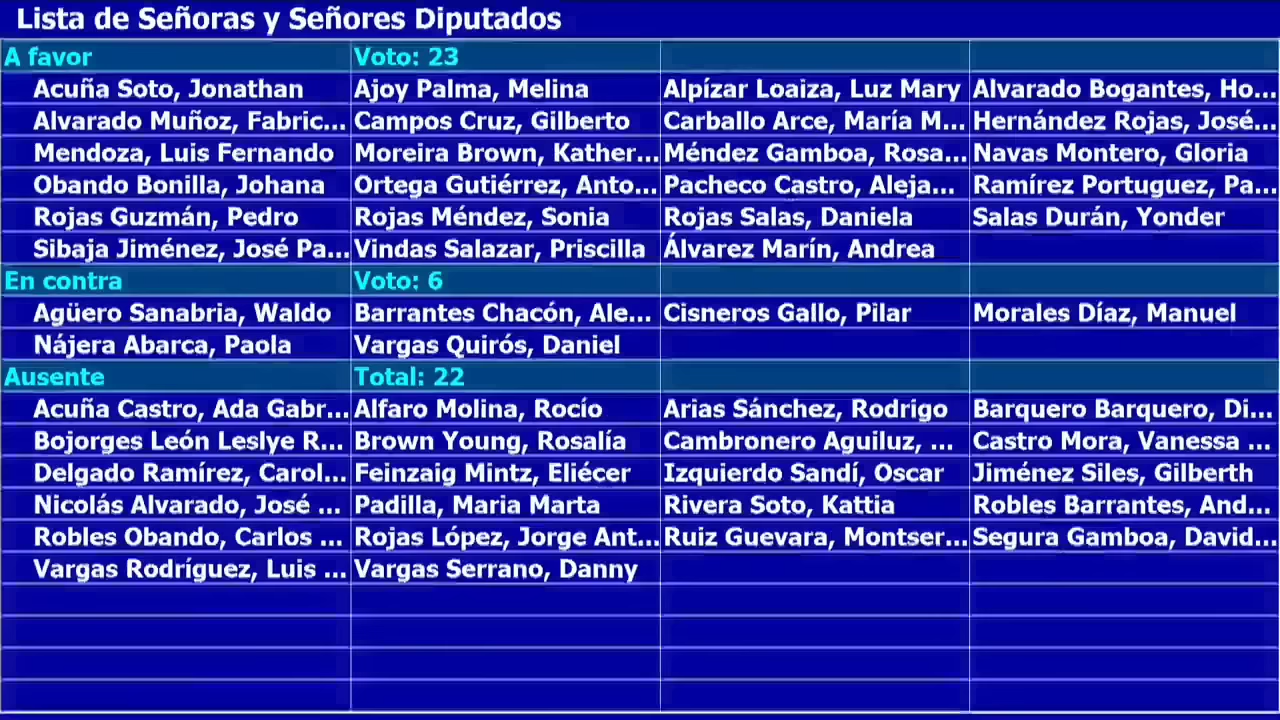 Lista de Señoras y Señores Diputados
A favor Voto: 23
Acuña Soto, Jonathan Ajoy Palma, Melina Alpízar Loaiza, Luz Mary Alvarado Bogantes, Ho...
Alvarado Muñoz, Fabric... Campos Cruz, Gilberto Carballo Arce, María M... Hernández Rojas, José...
Mendoza, Luis Fernando Moreira Brown, Kather... Méndez Gamboa, Rosa... Navas Montero, Gloria
Obando Bonilla, Johana Ortega Gutiérrez, Anto... Pacheco Castro, Aleja... Ramírez Portuguez, Pa...
Rojas Guzmán, Pedro Rojas Méndez, Sonia Rojas Salas, Daniela Salas Durán, Yonder
Sibaja Jiménez, José Pa... Vindas Salazar, Priscilla Álvarez Marín, Andrea
En contra Voto: 6
Agüero Sanabria, Waldo Barrantes Chacón, Ale... Cisneros Gallo, Pilar Morales Díaz, Manuel
Nájera Abarca, Paola Vargas Quirós, Daniel
Ausente Total: 22
Acuña Castro, Ada Gabr... Alfaro Molina, Rocío Arias Sánchez, Rodrigo Barquero Barquero, Di...
Bojorges León Leslye R... Brown Young, Rosalía Cambronero Aguiluz, ... Castro Mora, Vanessa ...
Delgado Ramírez, Carol... Feinzaig Mintz, Eliécer Izquierdo Sandí, Oscar Jiménez Siles, Gilberth
Nicolás Alvarado, José ... Padilla, Maria Marta Rivera Soto, Kattia Robles Barrantes, And...
Robles Obando, Carlos ... Rojas López, Jorge Ant... Ruiz Guevara, Montser... Segura Gamboa, David...
Vargas Rodríguez, Luis ... Vargas Serrano, Danny